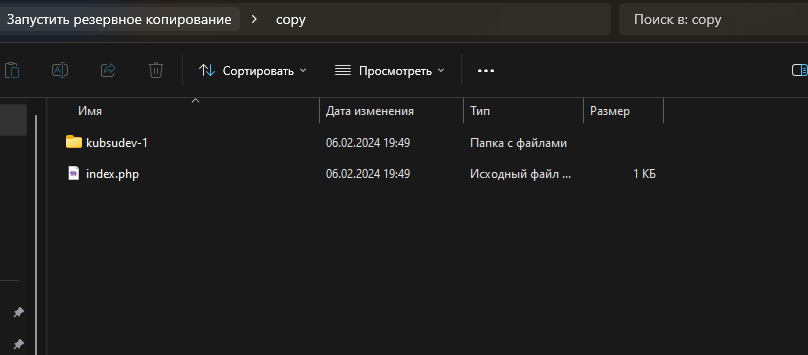 Запустить резервное копирование > copy
Поиск в: copy
Сортировать
Просмотреть
Имя Дата изменения Тип Размер
kubsudev-1 06.02.2024 19:49 Папка с файлами
index.php 06.02.2024 19:49 Исходный файл ... 1 КБ